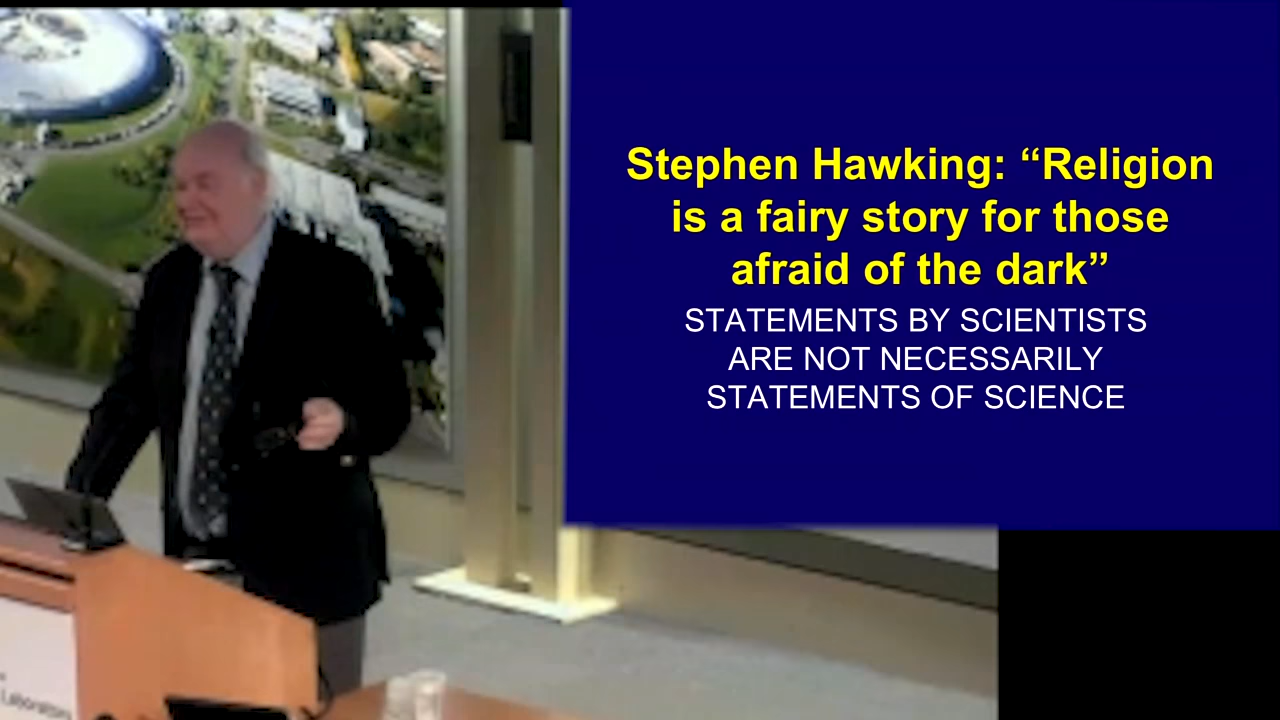 Stephen Hawking: “Religion
is a fairy story for those
afraid of the dark”
STATEMENTS BY SCIENTISTS
ARE NOT NECESSARILY
STATEMENTS OF SCIENCE
Laboratory